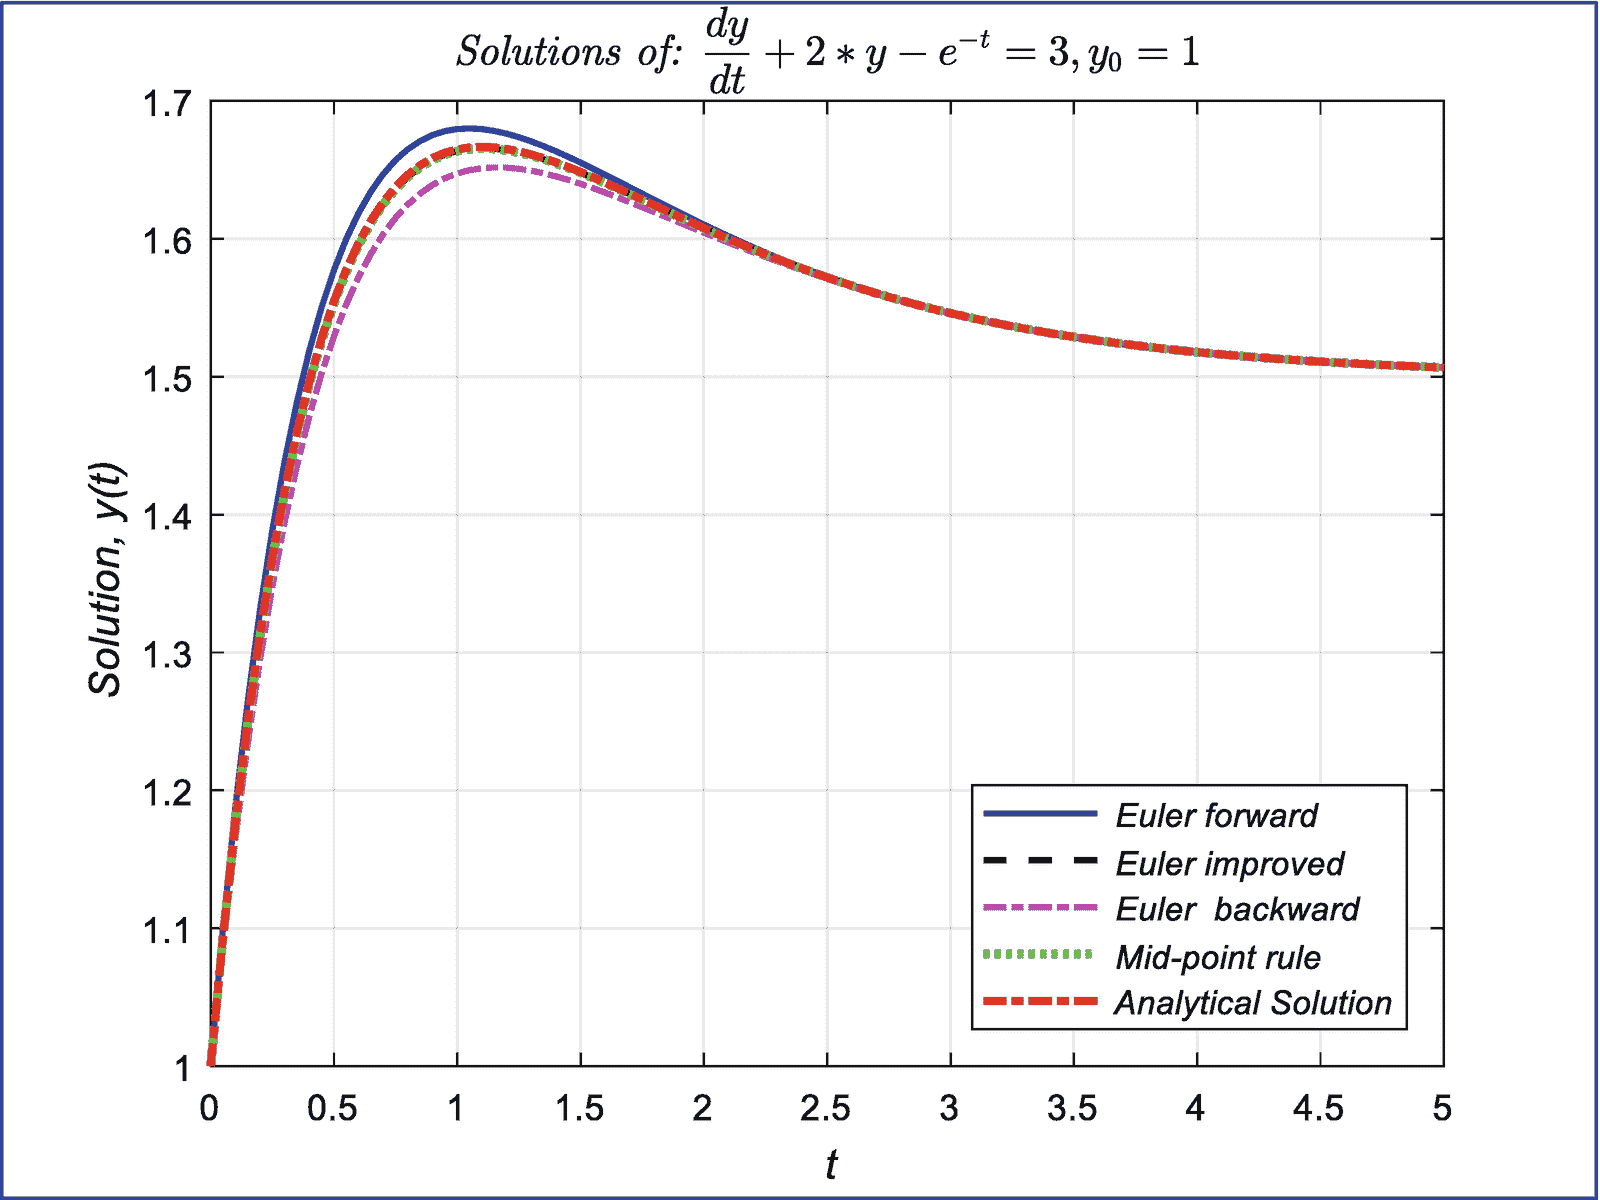 Solutions of: dy/dt + 2 * y − e^{−t} = 3, y_0 = 1
1.7
1.6
1.5
1.4
1.3
1.2
1.1
1
Solution, y(t)
Euler forward
Euler improved
Euler backward
Mid-point rule
Analytical Solution
0 0.5 1 1.5 2 2.5 3 3.5 4 4.5 5
t